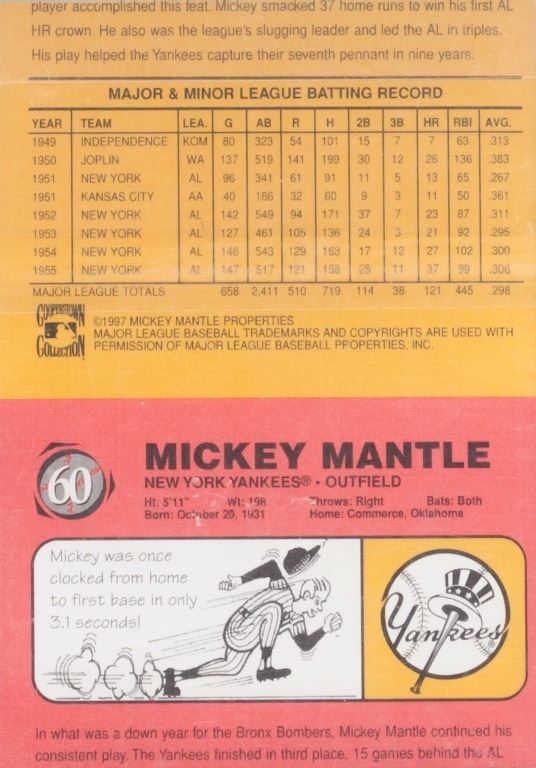 player accomplished this feat. Mickey smacked 37 home runs to win his first AL
HR crown. He also was the league's slugging leader and led the AL in triples.
His play helped the Yankees capture their seventh pennant in nine years.
MAJOR & MINOR LEAGUE BATTING RECORD
YEAR TEAM LEA. G AB R H 2B 3B HR RBI AVG.
1949 INDEPENDENCE KOM 80 323 54 101 15 7 7 63 .313
1950 JOPLIN WA 137 519 141 199 30 12 26 136 .383
1951 NEW YORK AL 96 341 61 91 11 5 13 65 .267
1951 KANSAS CITY AA 40 166 32 60 9 3 11 50 .361
1952 NEW YORK AL 142 549 94 171 37 7 23 87 .311
1953 NEW YORK AL 127 461 105 136 24 3 21 92 .295
1954 NEW YORK AL 146 543 129 163 17 12 27 102 .300
1955 NEW YORK AL 147 517 121 158 25 11 37 99 .306
MAJOR LEAGUE TOTALS 658 2,411 510 719 114 38 121 445 .298
COOPERSTOWN
COLLECTION
©1997 MICKEY MANTLE PROPERTIES
MAJOR LEAGUE BASEBALL TRADEMARKS AND COPYRIGHTS ARE USED WITH
PERMISSION OF MAJOR LEAGUE BASEBALL PROPERTIES, INC.
60
MICKEY MANTLE
NEW YORK YANKEES® • OUTFIELD
Ht: 5'11" Wt: 198 Throws: Right Bats: Both
Born: October 20, 1931 Home: Commerce, Oklahoma
Mickey was once
clocked from home
to first base in only
3.1 seconds!
Yankees®
In what was a down year for the Bronx Bombers, Mickey Mantle continued his
consistent play. The Yankees finished in third place, 15 games behind the AL